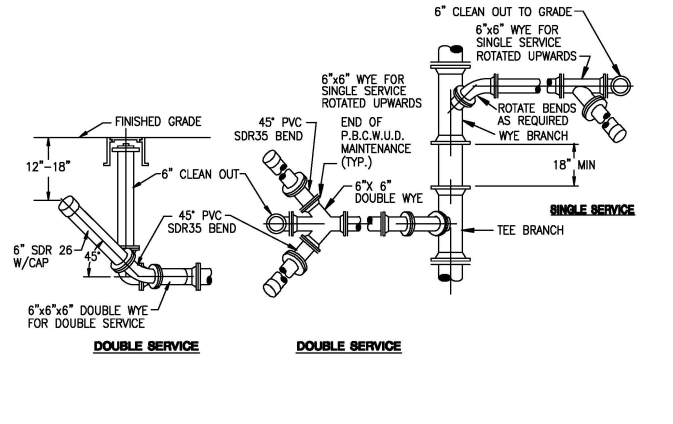 6" CLEAN OUT TO GRADE
6"x6" WYE FOR
SINGLE SERVICE
ROTATED UPWARDS
6"x6" WYE FOR
SINGLE SERVICE
ROTATED UPWARDS
ROTATE BENDS
AS REQUIRED
WYE BRANCH
18" MIN
SINGLE SERVICE
TEE BRANCH
45° PVC
SDR35 BEND
END OF
P.B.C.W.U.D.
MAINTENANCE
(TYP.)
6"X 6"
DOUBLE WYE
FINISHED GRADE
12"-18"
6" CLEAN OUT
45° PVC
SDR35 BEND
6" SDR 26
W/CAP
45°
6"x6"x6" DOUBLE WYE
FOR DOUBLE SERVICE
DOUBLE SERVICE
DOUBLE SERVICE